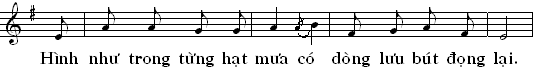 Hình như trong từng hạt mưa có dòng lưu bút đọng lại.